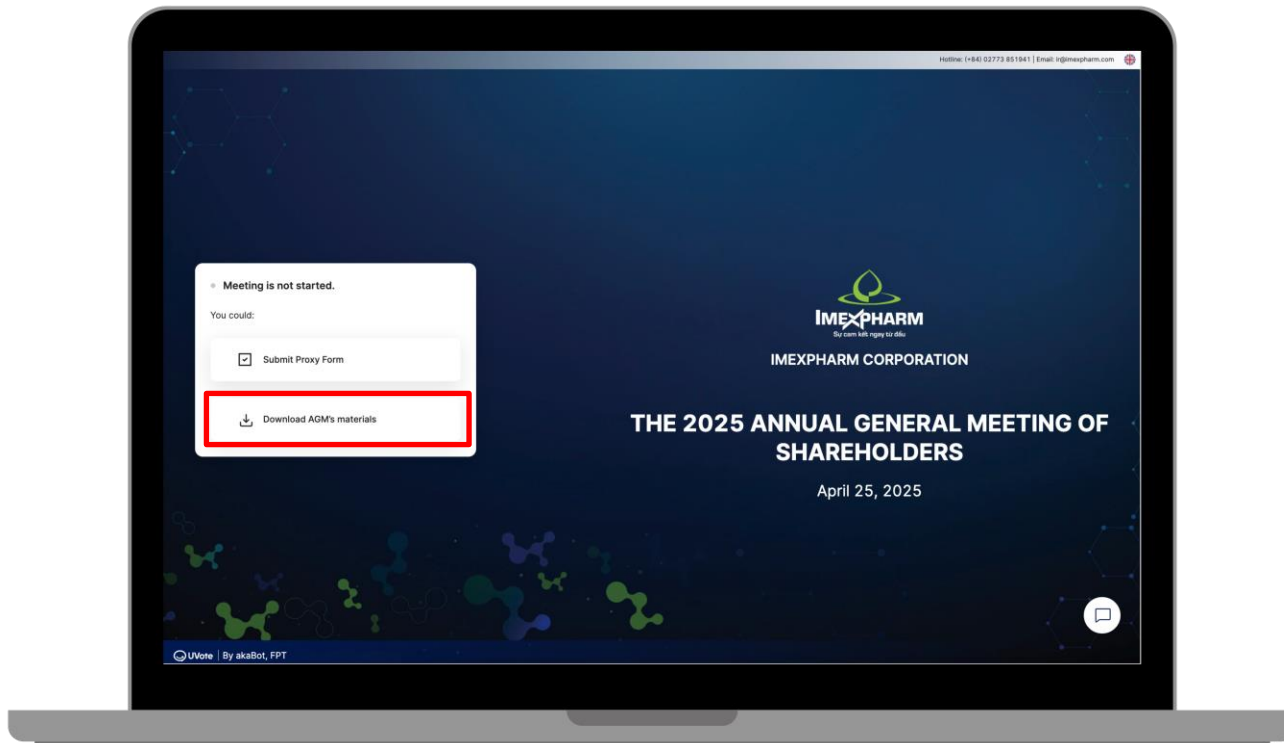 Hotline: (+84) 02773 851941 | Email: ir@imexpharm.com
Meeting is not started.
You could:
Submit Proxy Form
Download AGM's materials
IMEXPHARM
Sự cam kết ngay từ đầu
IMEXPHARM CORPORATION
THE 2025 ANNUAL GENERAL MEETING OF
SHAREHOLDERS
April 25, 2025
UVote | By akaBot, FPT